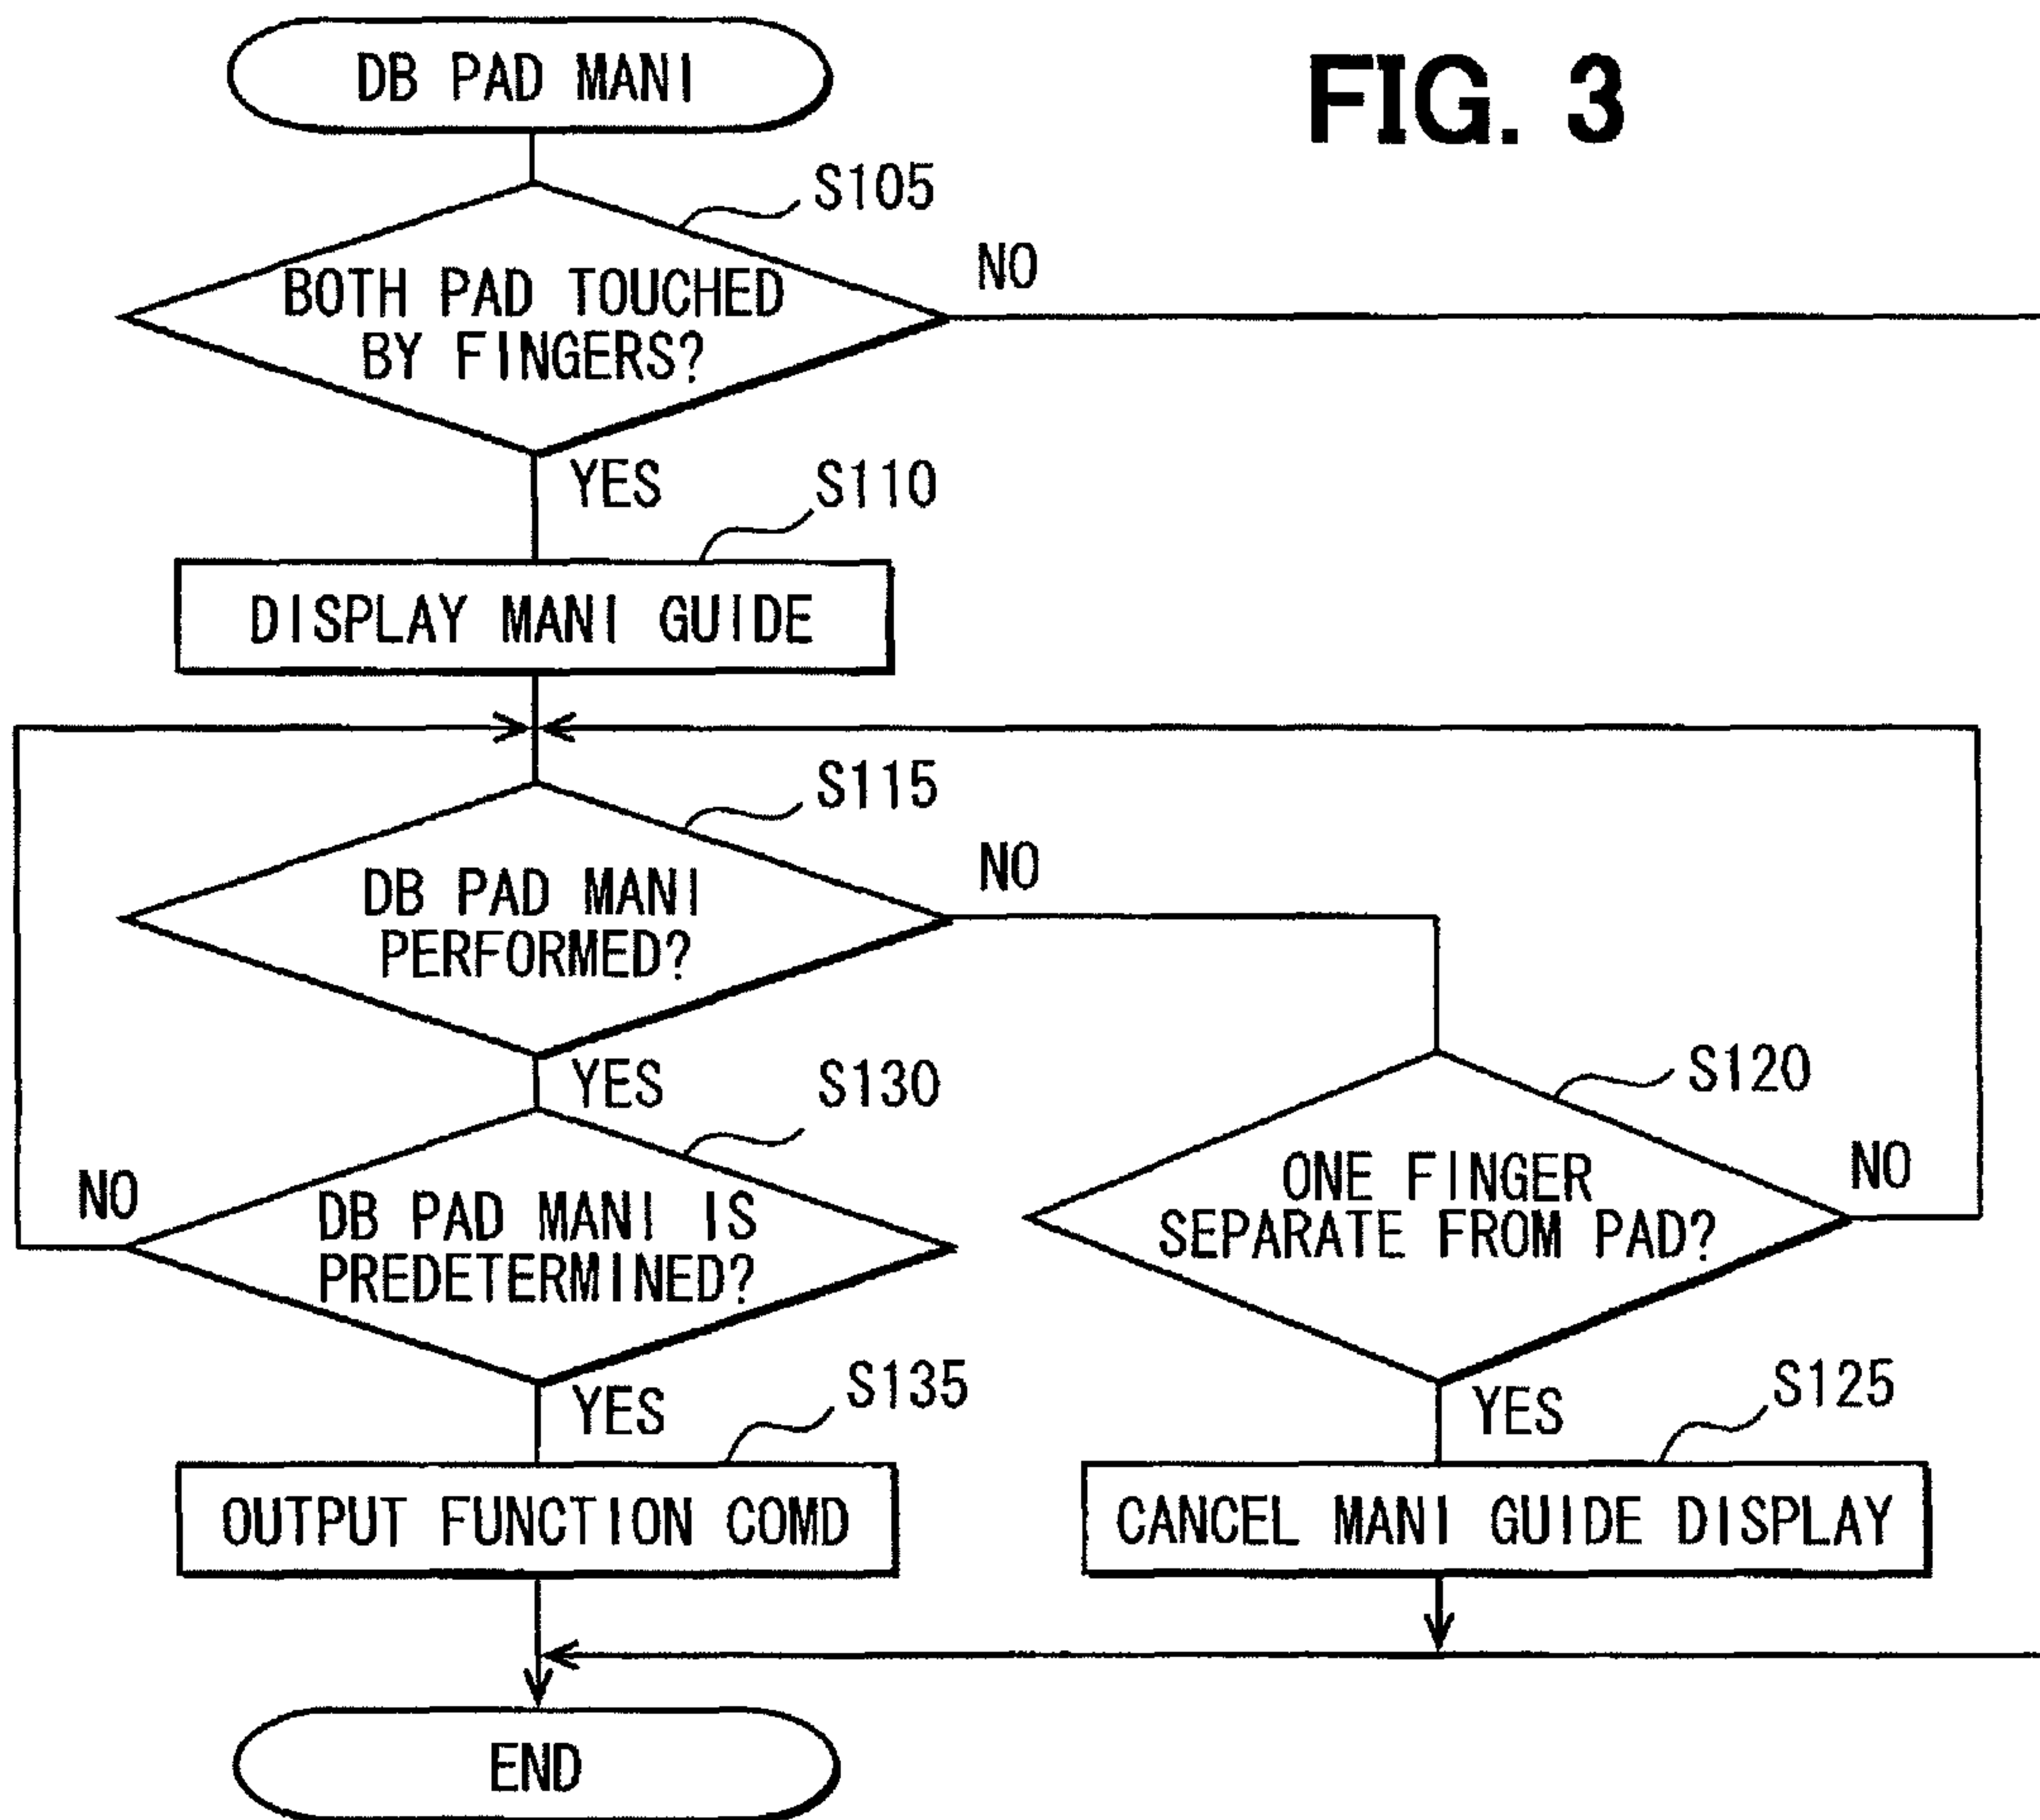 FIG. 3
DB PAD MANI
S105
BOTH PAD TOUCHED
BY FINGERS?
NO
YES
S110
DISPLAY MANI GUIDE
S115
DB PAD MANI
PERFORMED?
NO
YES
S130
DB PAD MANI IS
PREDETERMINED?
NO
YES
S120
ONE FINGER
SEPARATE FROM PAD?
NO
YES
S135
OUTPUT FUNCTION COMD
S125
CANCEL MANI GUIDE DISPLAY
END